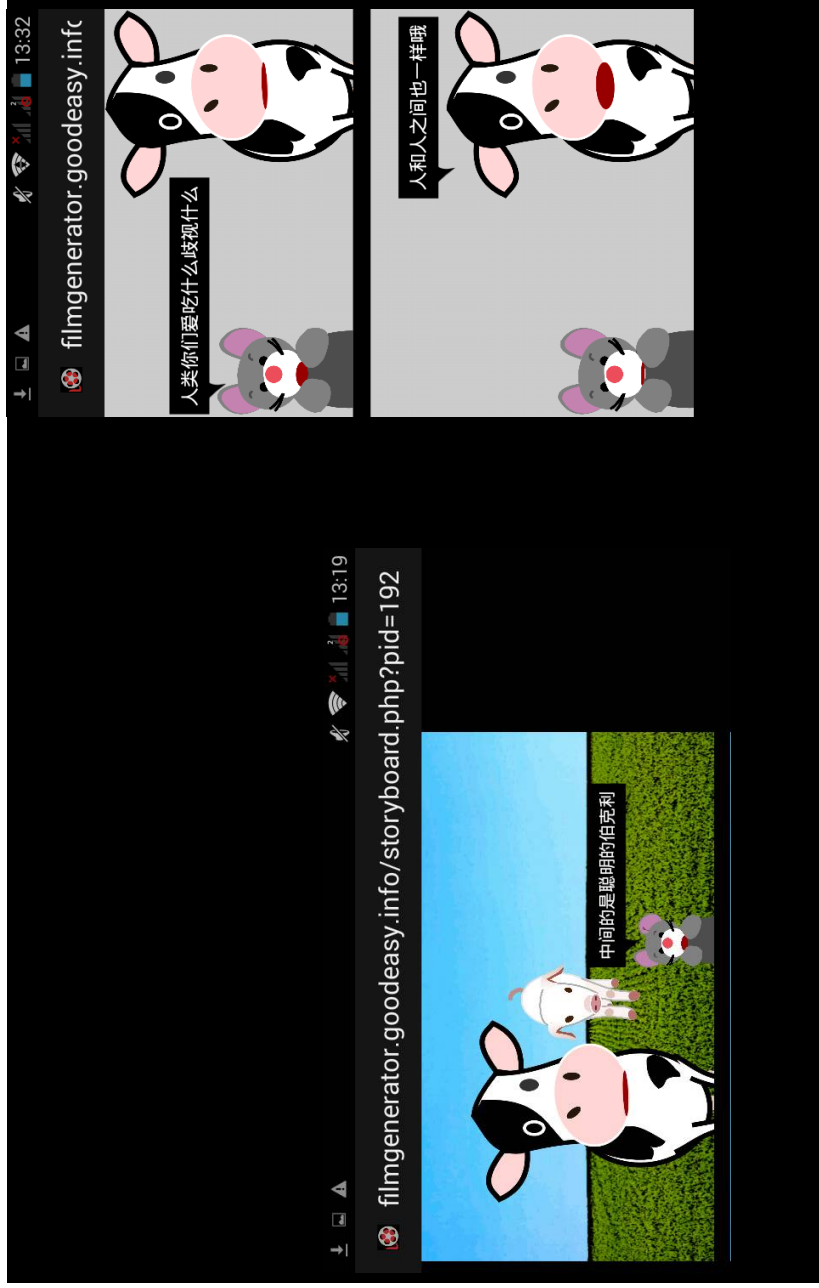 13:32
filmgenerator.goodeasy.info
人类你们爱吃什么歧视什么
人和人之间也一样哦
13:19
filmgenerator.goodeasy.info/storyboard.php?pid=192
中间的是聪明的伯克利